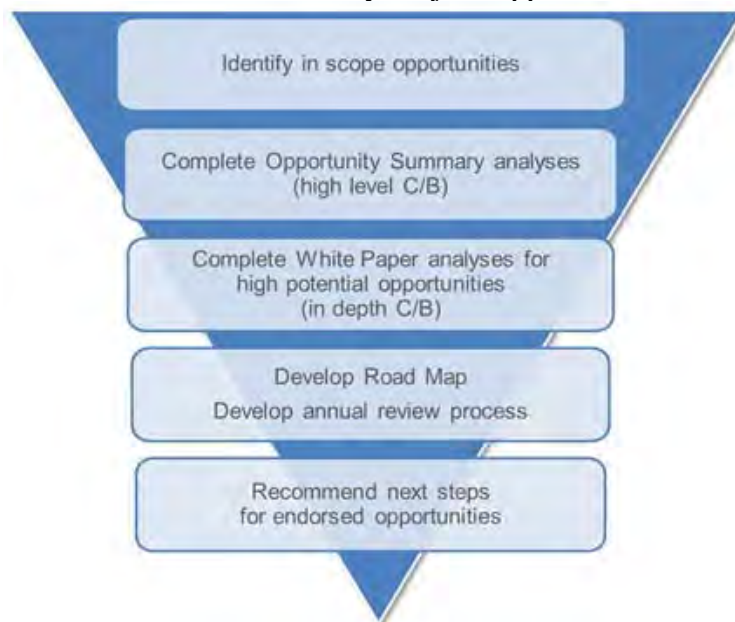 Identify in scope opportunities
Complete Opportunity Summary analyses
(high level C/B)
Complete White Paper analyses for
high potential opportunities
(in depth C/B)
Develop Road Map
Develop annual review process
Recommend next steps
for endorsed opportunities